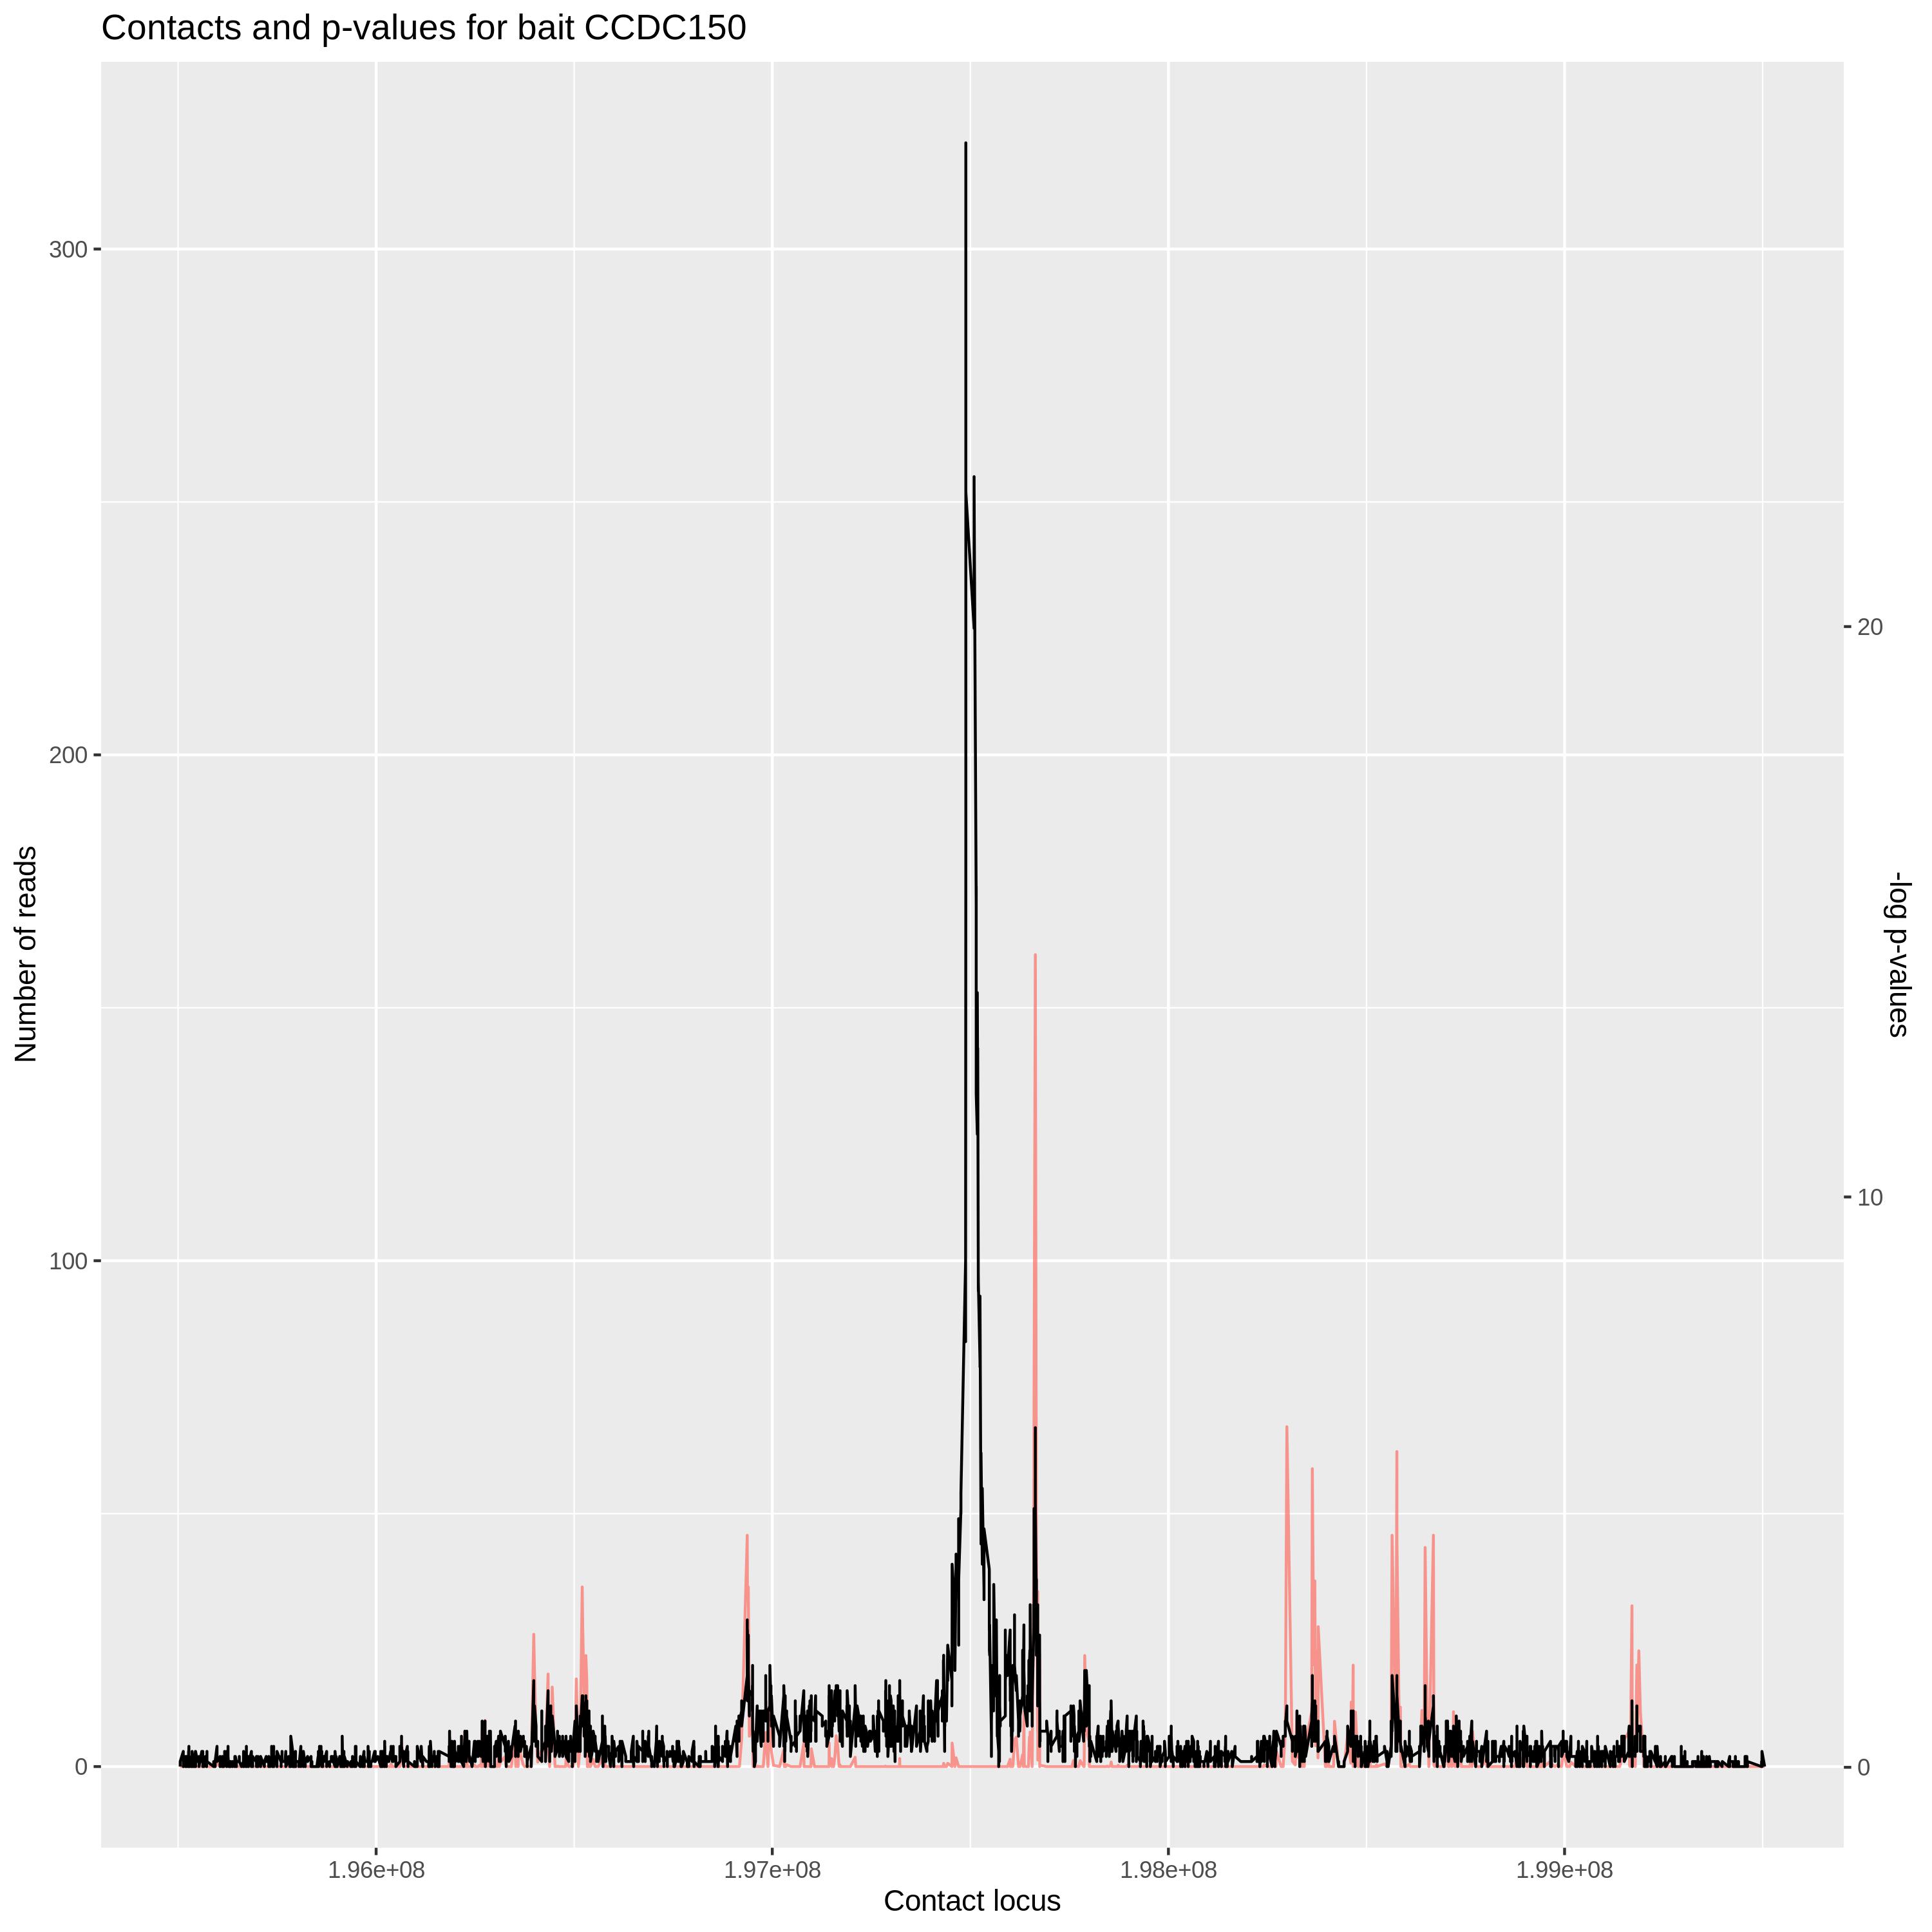 Contacts and p-values for bait CCDC150
300
200
100
0
Number of reads
20
10
0
-log p-values
1.96e+08
1.97e+08
1.98e+08
1.99e+08
Contact locus